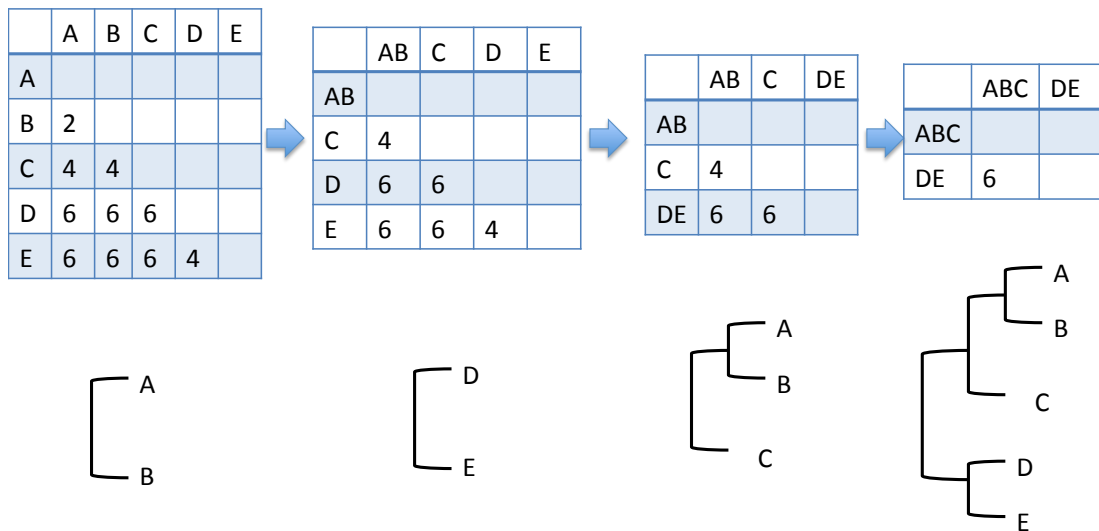 A B C D E
A
B 2
C 4 4
D 6 6 6
E 6 6 6 4
AB C D E
AB
C 4
D 6 6
E 6 6 4
AB C DE
AB
C 4
DE 6 6
ABC DE
ABC
DE 6
A
B
D
E
A
B
C
A
B
C
D
E